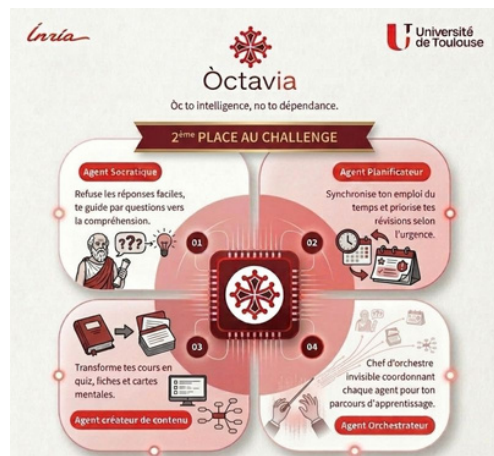 Inria
Université
de Toulouse
Òctavia
Òc to intelligence, no to dépendance.
2ème PLACE AU CHALLENGE
Agent Socratique
Refuse les réponses faciles,
te guide par questions vers
la compréhension.
???
01
Agent Planificateur
Synchronise ton emploi du
temps et priorise tes
révisions selon
l'urgence.
02
03
Transforme tes cours en
quiz, fiches et cartes
mentales.
Agent créateur de contenu
04
Chef d'orchestre
invisible coordonnant
chaque agent pour ton
parcours d'apprentissage.
Agent Orchestrateur